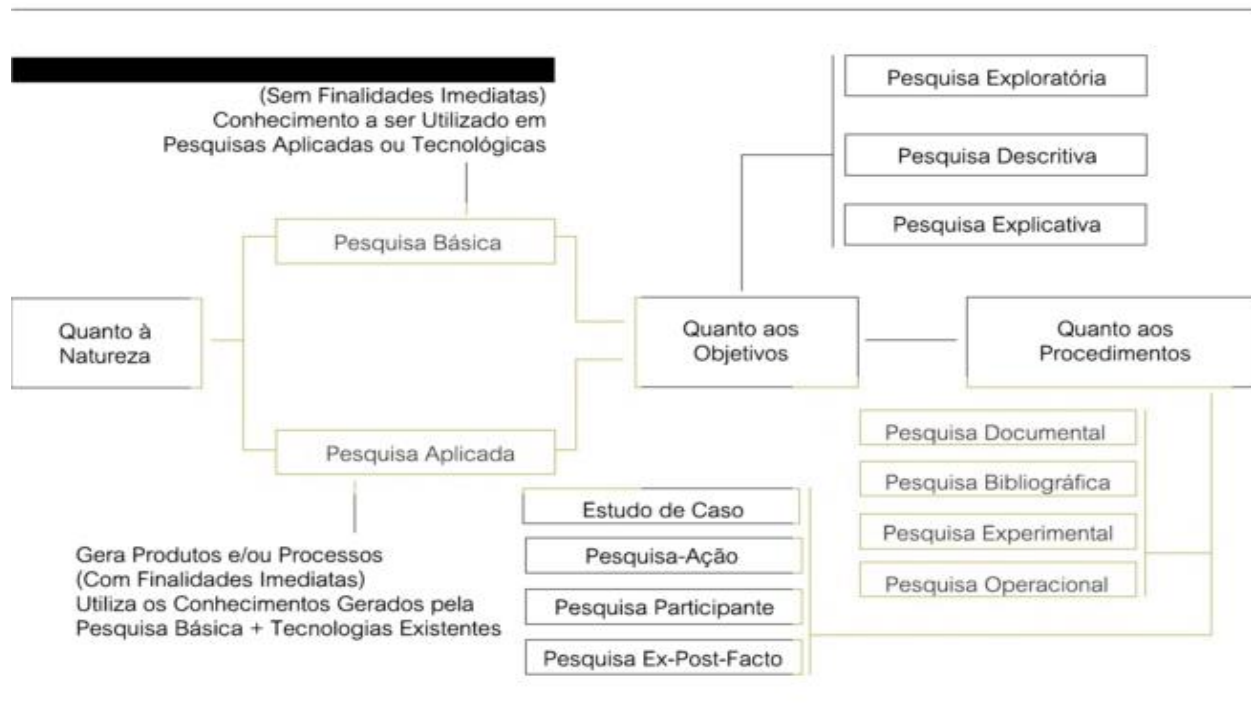 (Sem Finalidades Imediatas)
Conhecimento a ser Utilizado em
Pesquisas Aplicadas ou Tecnológicas
Pesquisa Básica
Quanto à
Natureza
Pesquisa Aplicada
Gera Produtos e/ou Processos
(Com Finalidades Imediatas)
Utiliza os Conhecimentos Gerados pela
Pesquisa Básica + Tecnologias Existentes
Quanto aos
Objetivos
Pesquisa Exploratória
Pesquisa Descritiva
Pesquisa Explicativa
Quanto aos
Procedimentos
Pesquisa Documental
Pesquisa Bibliográfica
Pesquisa Experimental
Pesquisa Operacional
Estudo de Caso
Pesquisa-Ação
Pesquisa Participante
Pesquisa Ex-Post-Facto